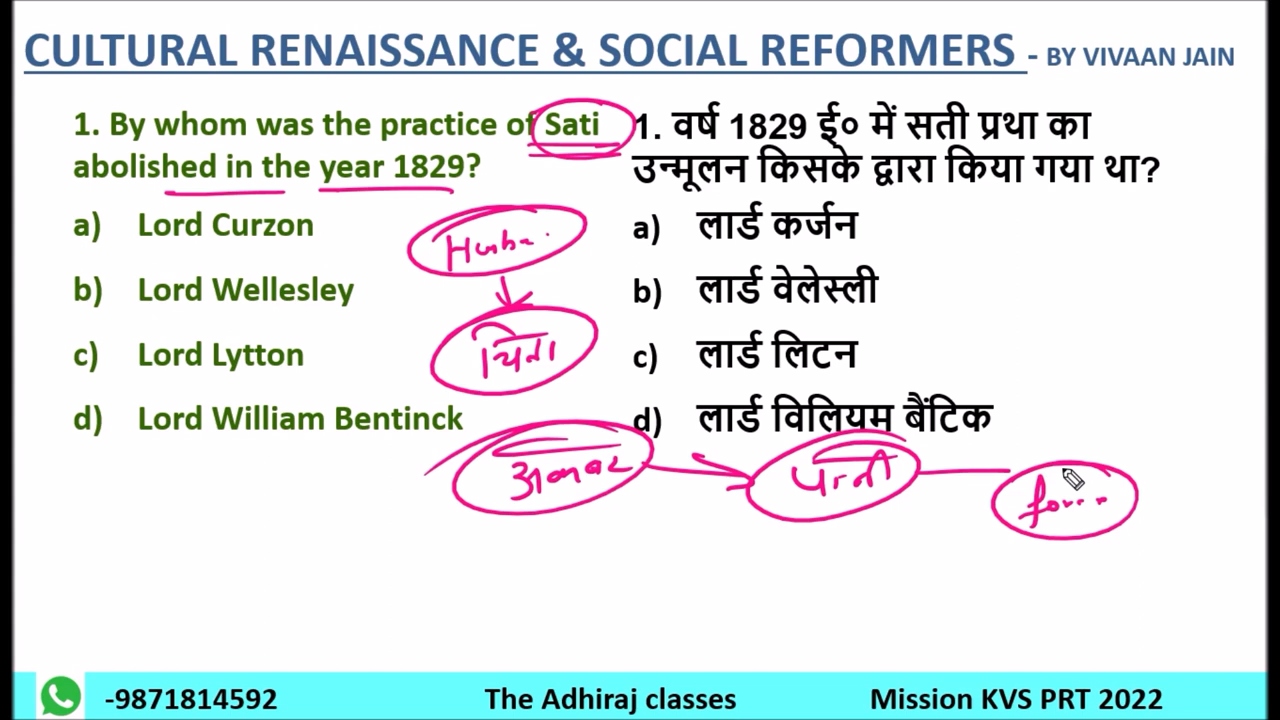 CULTURAL RENAISSANCE & SOCIAL REFORMERS - BY VIVAAN JAIN
1. By whom was the practice of Sati
abolished in the year 1829?
a) Lord Curzon
b) Lord Wellesley
c) Lord Lytton
d) Lord William Bentinck
1. वर्ष 1829 ई० में सती प्रथा का
उन्मूलन किसके द्वारा किया गया था?
a) लार्ड कर्जन
b) लार्ड वेलेस्ली
c) लार्ड लिटन
d) लार्ड विलियम बैंटिक
चिता
पत्नी
-9871814592
The Adhiraj classes
Mission KVS PRT 2022